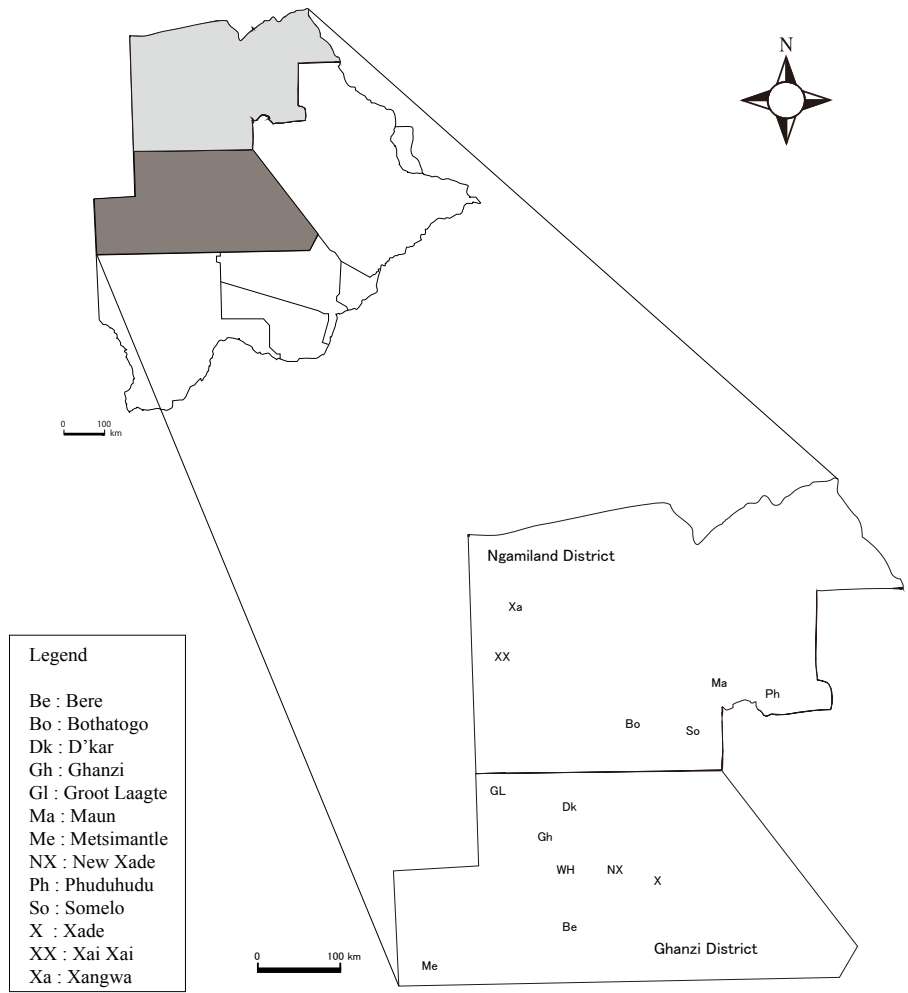 N
0 100
km
Ngamiland District
Xa
XX
Ma
Ph
Bo
So
GL
Dk
Gh
WH
NX
X
Be
Ghanzi District
Me
0 100 km
Legend
Be : Bere
Bo : Bothatogo
Dk : D’kar
Gh : Ghanzi
Gl : Groot Laagte
Ma : Maun
Me : Metsimantle
NX : New Xade
Ph : Phuduhudu
So : Somelo
X : Xade
XX : Xai Xai
Xa : Xangwa